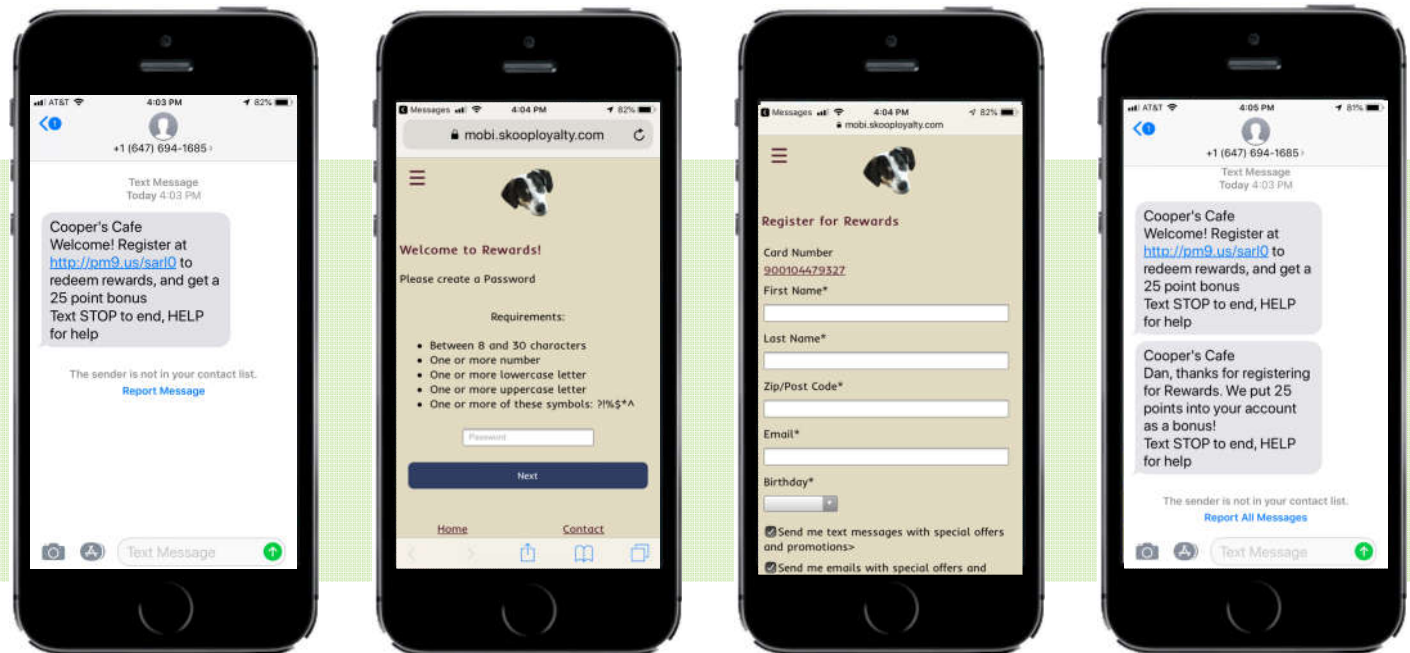 AT&T 4:03 PM 82%
1
+1 (647) 694-1685 >
Text Message
Today 4:03 PM
Cooper's Cafe
Welcome! Register at
http://pm9.us/sarl0 to
redeem rewards, and get a
25 point bonus
Text STOP to end, HELP
for help
The sender is not in your contact list.
Report Message
Text Message
Messages 4:04 PM 82%
mobi.skooployalty.com
Welcome to Rewards!
Please create a Password
Requirements:
• Between 8 and 30 characters
• One or more number
• One or more lowercase letter
• One or more uppercase letter
• One or more of these symbols: ?!%$*^
Password
Next
Home Contact
Messages 4:04 PM 82%
mobi.skooployalty.com
Register for Rewards
Card Number
900104479327
First Name*
Last Name*
Zip/Post Code*
Email*
Birthday*
Send me text messages with special offers
and promotions>
Send me emails with special offers and
AT&T 4:05 PM 81%
1
+1 (647) 694-1685 >
Text Message
Today 4:03 PM
Cooper's Cafe
Welcome! Register at
http://pm9.us/sarl0 to
redeem rewards, and get a
25 point bonus
Text STOP to end, HELP
for help
Cooper's Cafe
Dan, thanks for registering
for Rewards. We put 25
points into your account
as a bonus!
Text STOP to end, HELP
for help
The sender is not in your contact list.
Report All Messages
Text Message